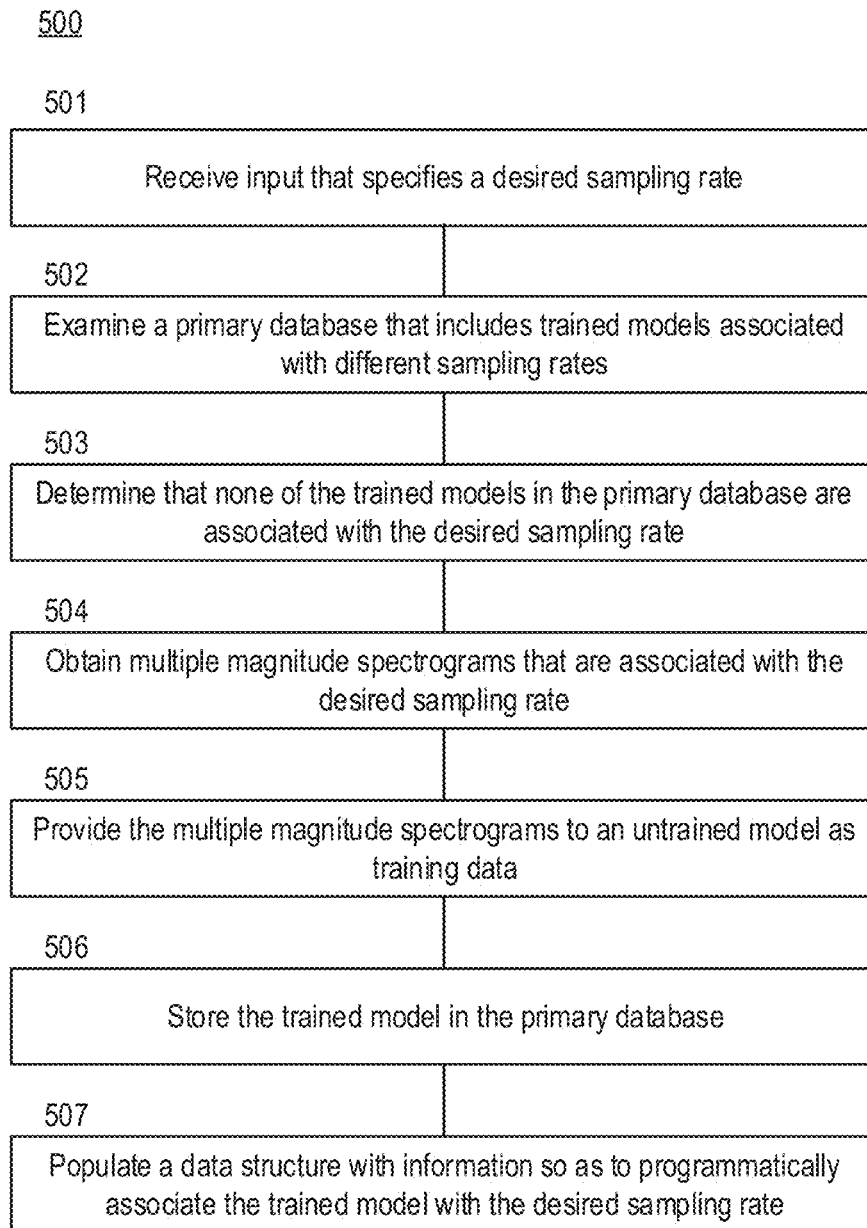 500
501
Receive input that specifies a desired sampling rate
502
Examine a primary database that includes trained models associated
with different sampling rates
503
Determine that none of the trained models in the primary database are
associated with the desired sampling rate
504
Obtain multiple magnitude spectrograms that are associated with the
desired sampling rate
505
Provide the multiple magnitude spectrograms to an untrained model as
training data
506
Store the trained model in the primary database
507
Populate a data structure with information so as to programmatically
associate the trained model with the desired sampling rate